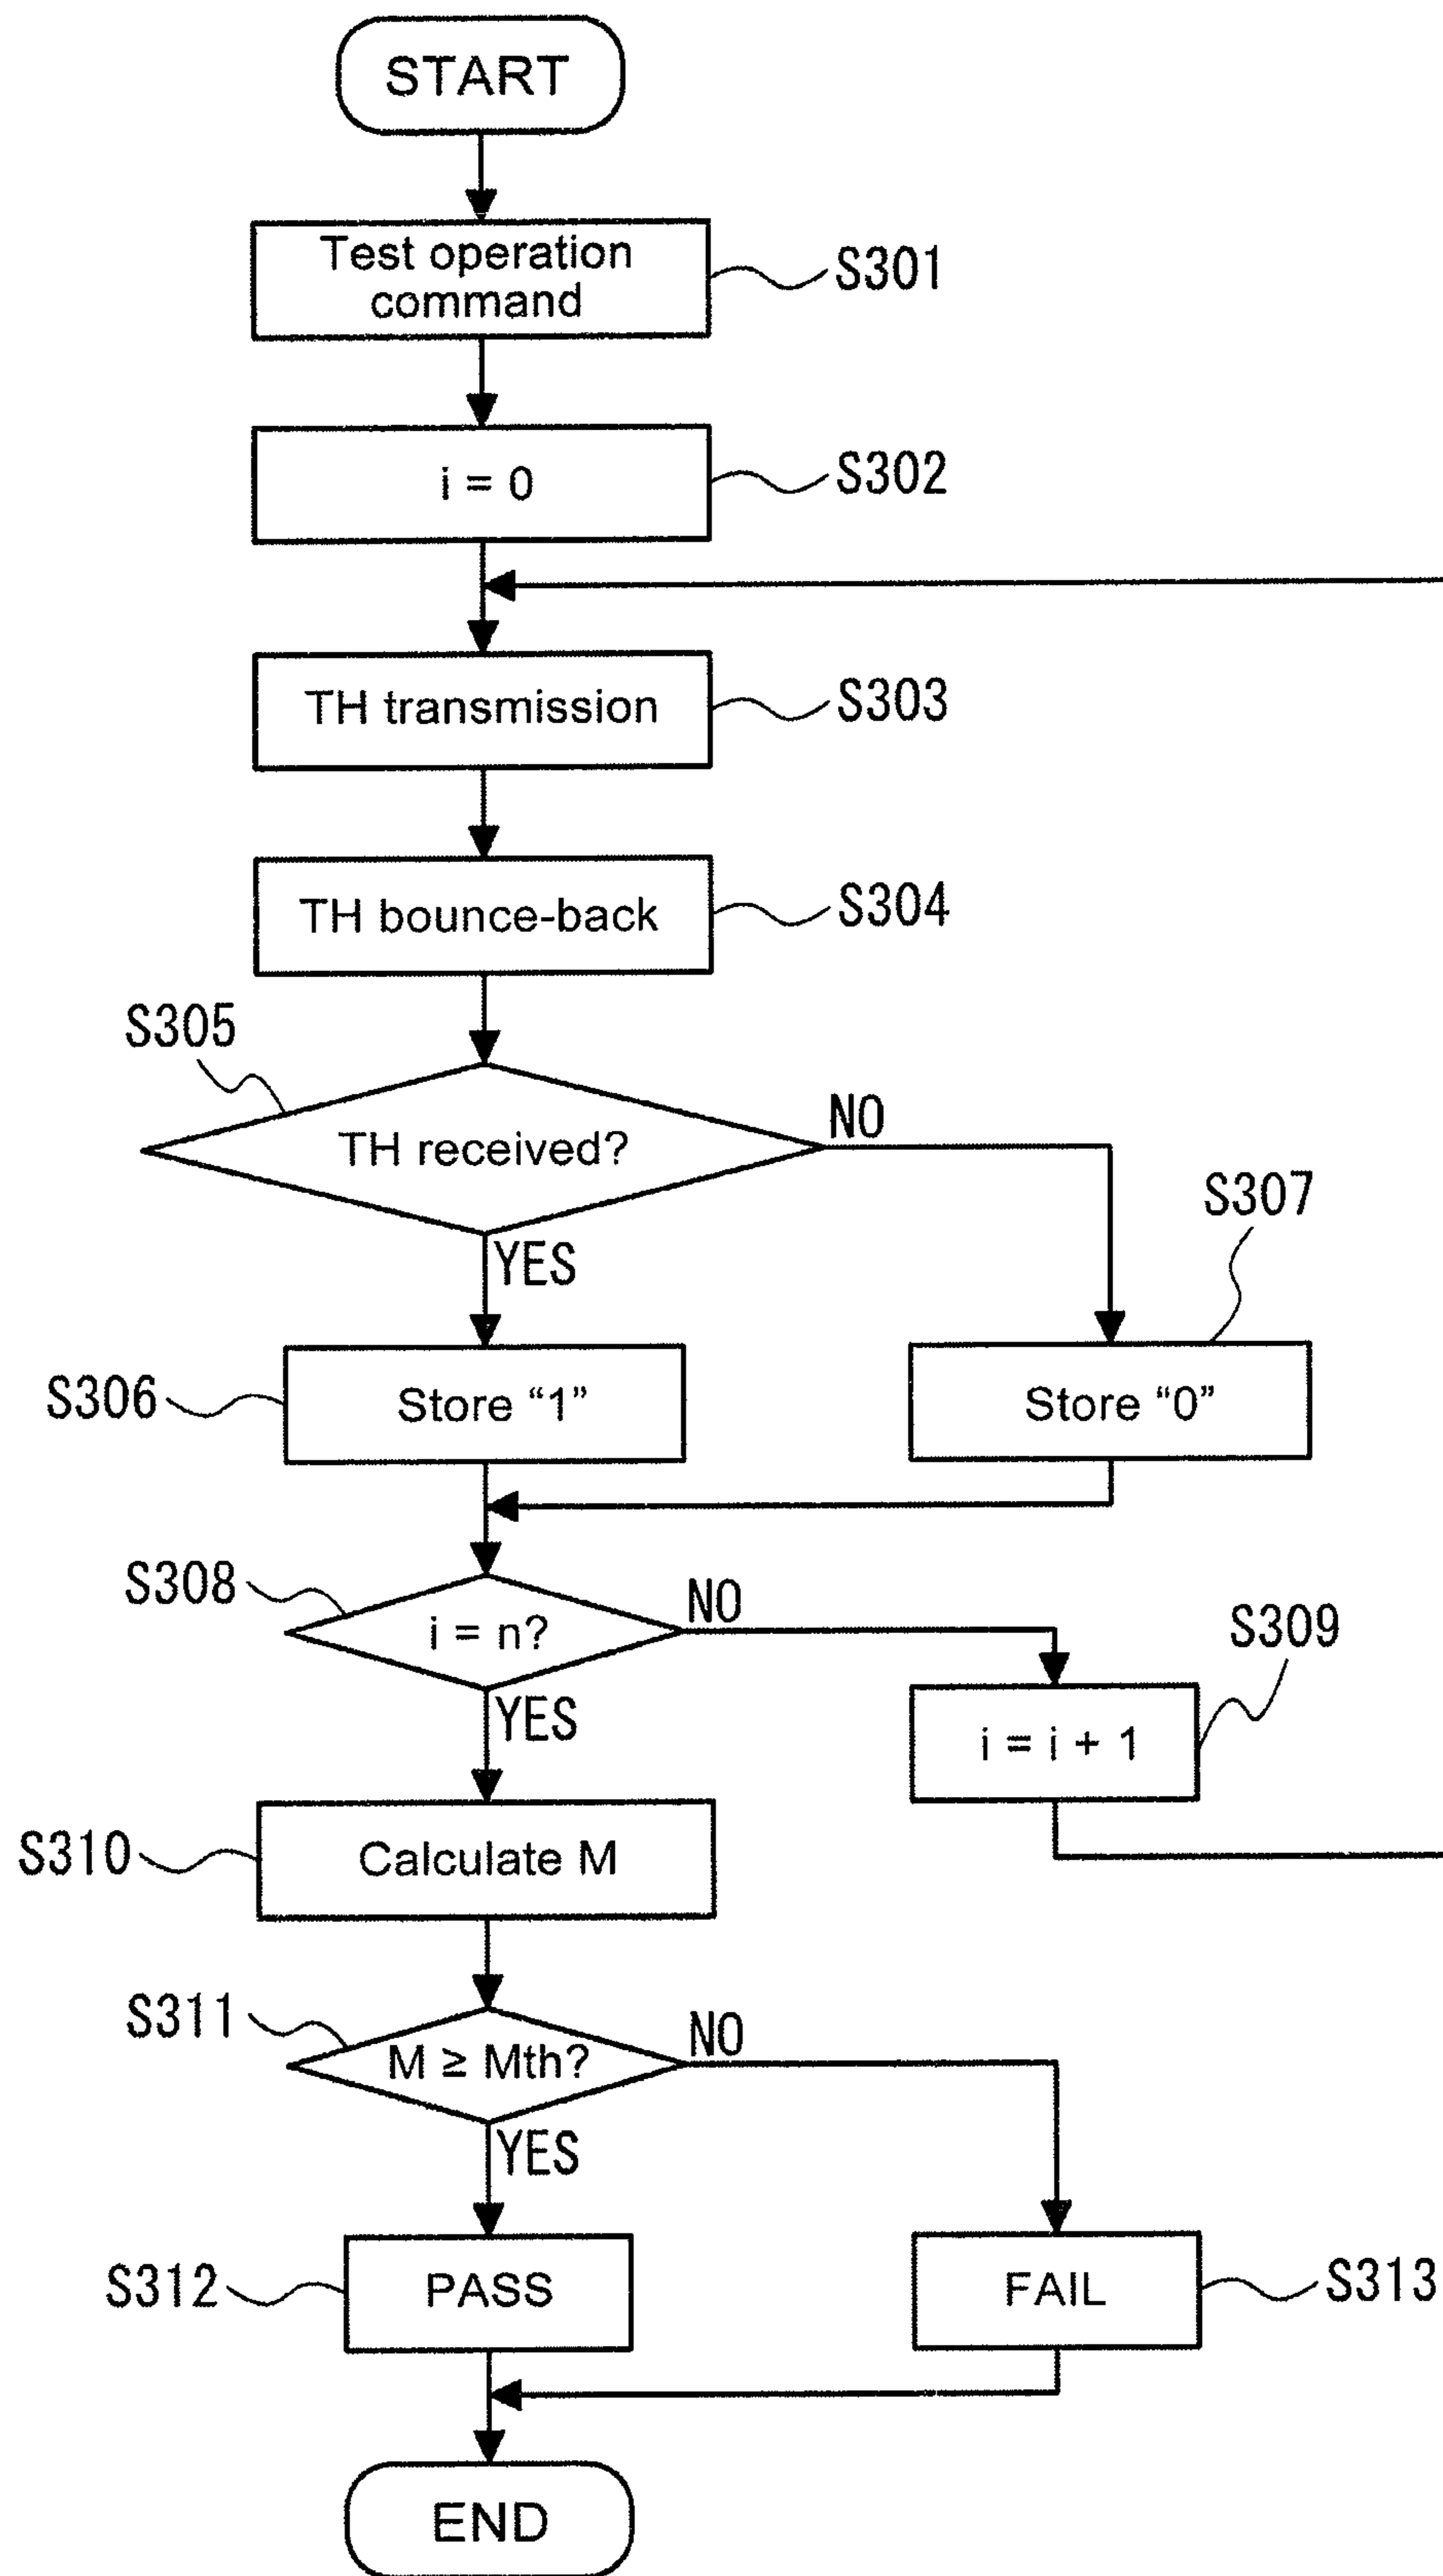 START
Test operation
command
S301
i = 0
S302
TH transmission
S303
TH bounce-back
S304
S305
TH received?
NO
YES
S307
S306
Store “1”
Store “0”
S308
i = n?
NO
YES
S309
i = i + 1
S310
Calculate M
S311
M ≥ Mth?
NO
YES
S312
PASS
FAIL
S313
END